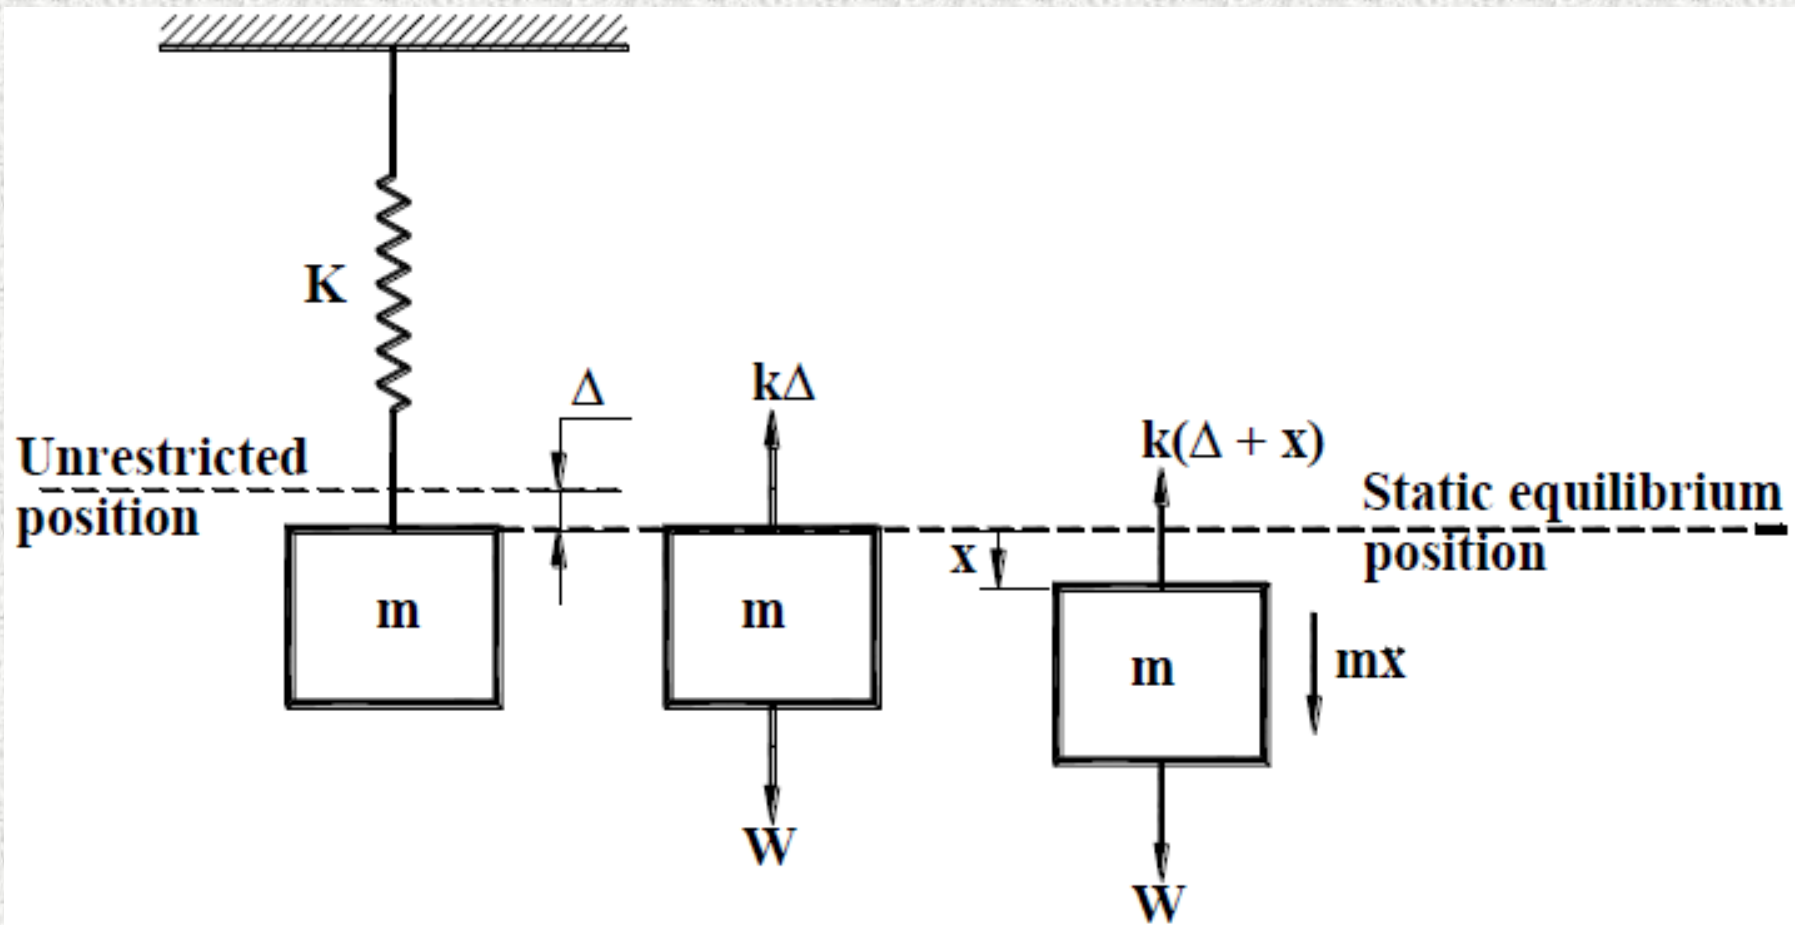 K
Δ
kΔ
k(Δ + x)
Unrestricted
position
Static equilibrium
position
x
m
m
m
mẍ
W
W